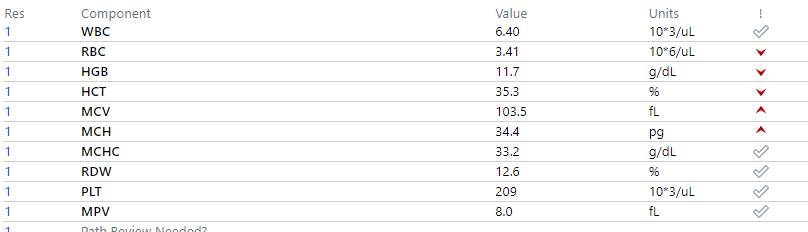 Res Component Value Units !
1 WBC 6.40 10*3/uL
1 RBC 3.41 10*6/uL
1 HGB 11.7 g/dL
1 HCT 35.3 %
1 MCV 103.5 fL
1 MCH 34.4 pg
1 MCHC 33.2 g/dL
1 RDW 12.6 %
1 PLT 209 10*3/uL
1 MPV 8.0 fL
1 Path Review Needed?